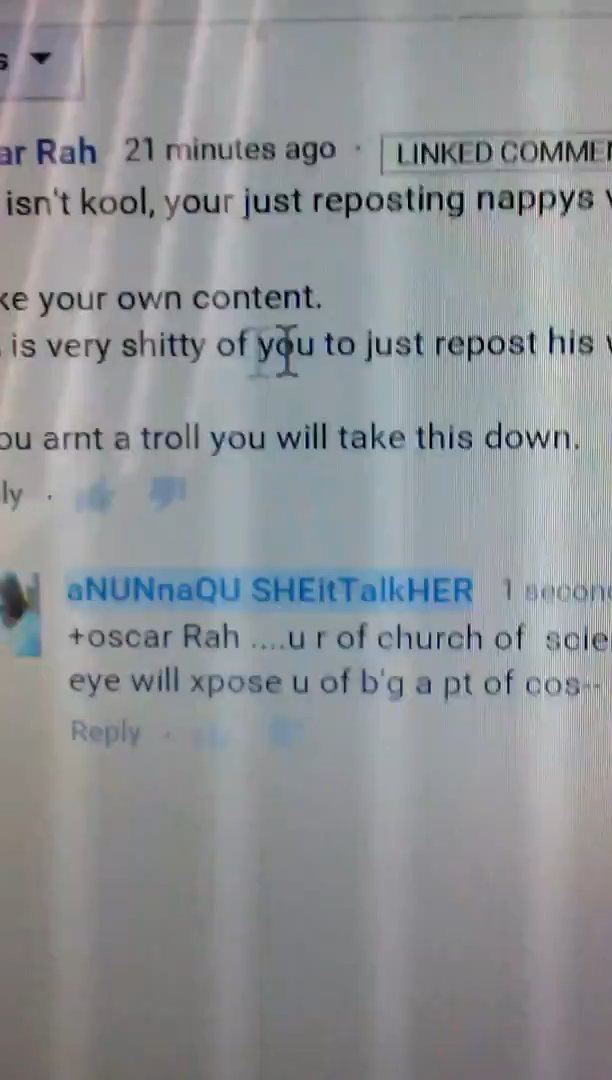 s
ar Rah 21 minutes ago · LINKED COMME
isn't kool, your just reposting nappys
ke your own content.
is very shitty of you to just repost his
ou arnt a troll you will take this down.
ly ·
aNUNnaQU SHEitTalkHER 1 secon
+oscar Rah ....u r of church of scie
eye will xpose u of b'g a pt of cos--
Reply ·